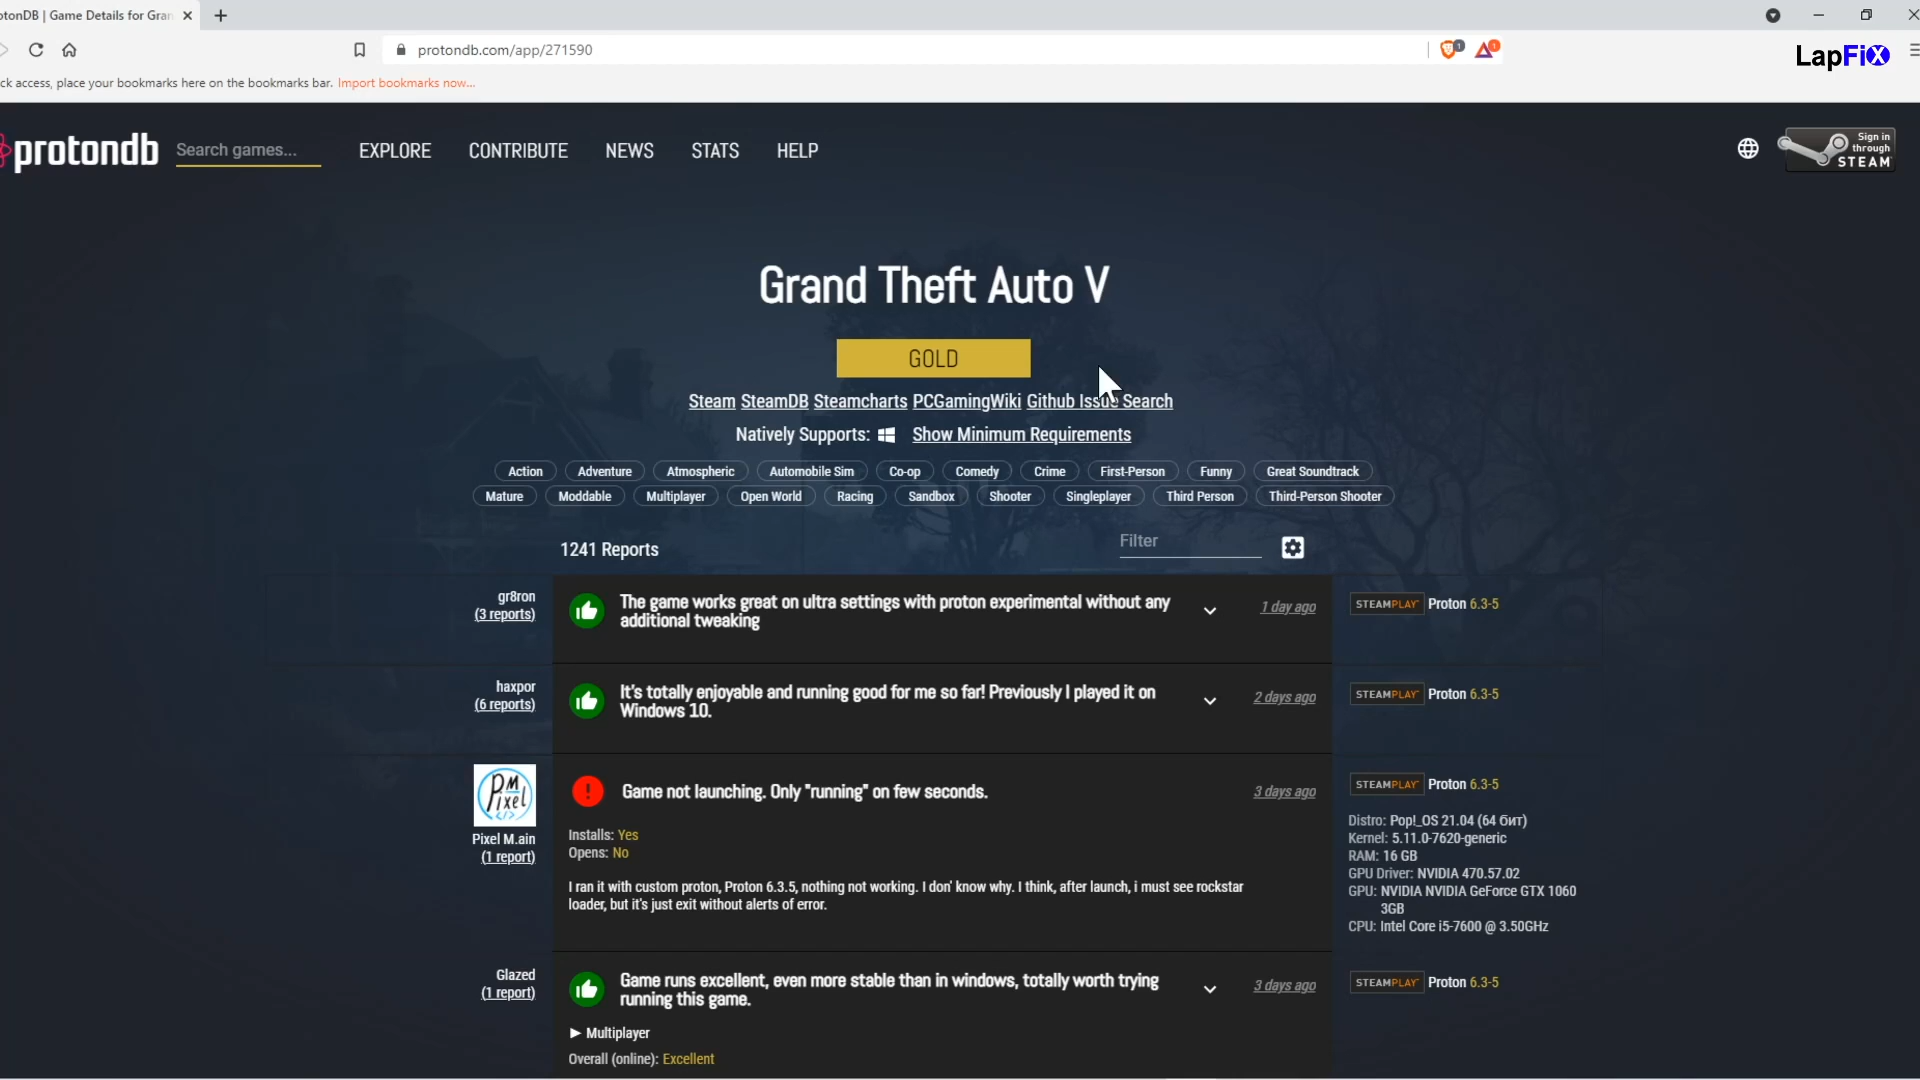 otonDB | Game Details for Gran
protondb.com/app/271590
1
1
LapFiX
ck access, place your bookmarks here on the bookmarks bar. Import bookmarks now...
protondb
Search games...
EXPLORE
CONTRIBUTE
NEWS
STATS
HELP
Sign in
through
STEAM
Grand Theft Auto V
GOLD
Steam SteamDB Steamcharts PCGamingWiki Github Issue Search
Natively Supports: Show Minimum Requirements
Action Adventure Atmospheric Automobile Sim Co-op Comedy Crime First-Person Funny Great Soundtrack
Mature Moddable Multiplayer Open World Racing Sandbox Shooter Singleplayer Third Person Third-Person Shooter
1241 Reports
Filter
gr8ron
(3 reports)
The game works great on ultra settings with proton experimental without any
additional tweaking
1 day ago
STEAMPLAY Proton 6.3-5
haxpor
(6 reports)
It's totally enjoyable and running good for me so far! Previously I played it on
Windows 10.
2 days ago
STEAMPLAY Proton 6.3-5
PM
Pixel
</>
Pixel M.ain
(1 report)
Game not launching. Only "running" on few seconds.
3 days ago
Installs: Yes
Opens: No
I ran it with custom proton, Proton 6.3.5, nothing not working. I don' know why. I think, after launch, i must see rockstar
loader, but it's just exit without alerts of error.
STEAMPLAY Proton 6.3-5
Distro: Pop!_OS 21.04 (64 бит)
Kernel: 5.11.0-7620-generic
RAM: 16 GB
GPU Driver: NVIDIA 470.57.02
GPU: NVIDIA NVIDIA GeForce GTX 1060
3GB
CPU: Intel Core i5-7600 @ 3.50GHz
Glazed
(1 report)
Game runs excellent, even more stable than in windows, totally worth trying
running this game.
3 days ago
STEAMPLAY Proton 6.3-5
► Multiplayer
Overall (online): Excellent